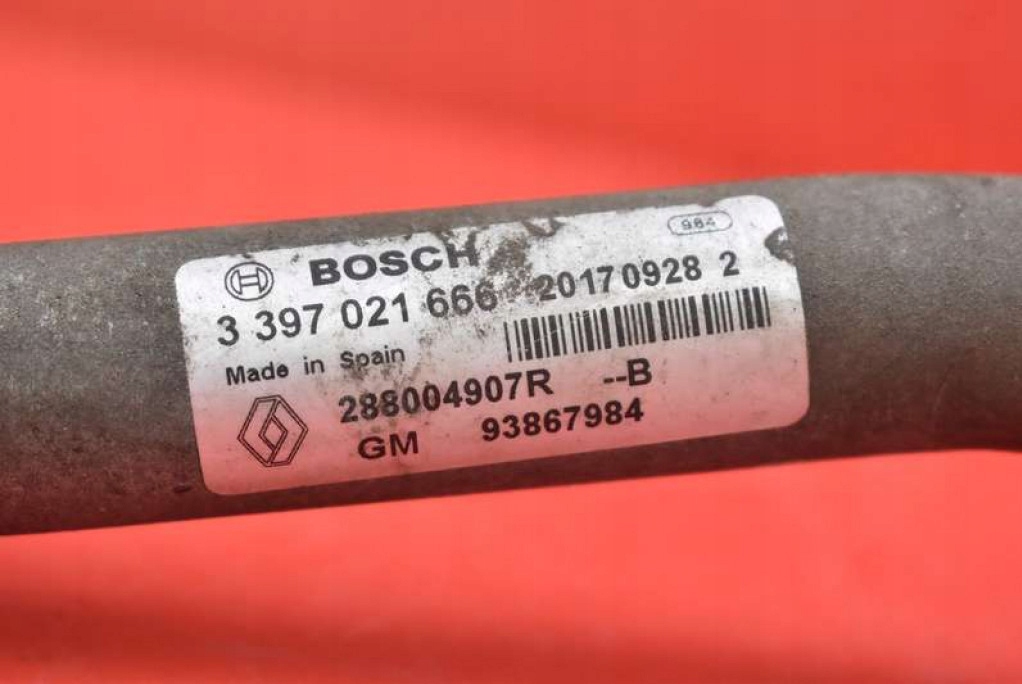 984
BOSCH
3 397 021 666 20170928 2
Made in Spain
288004907R --B
GM 93867984